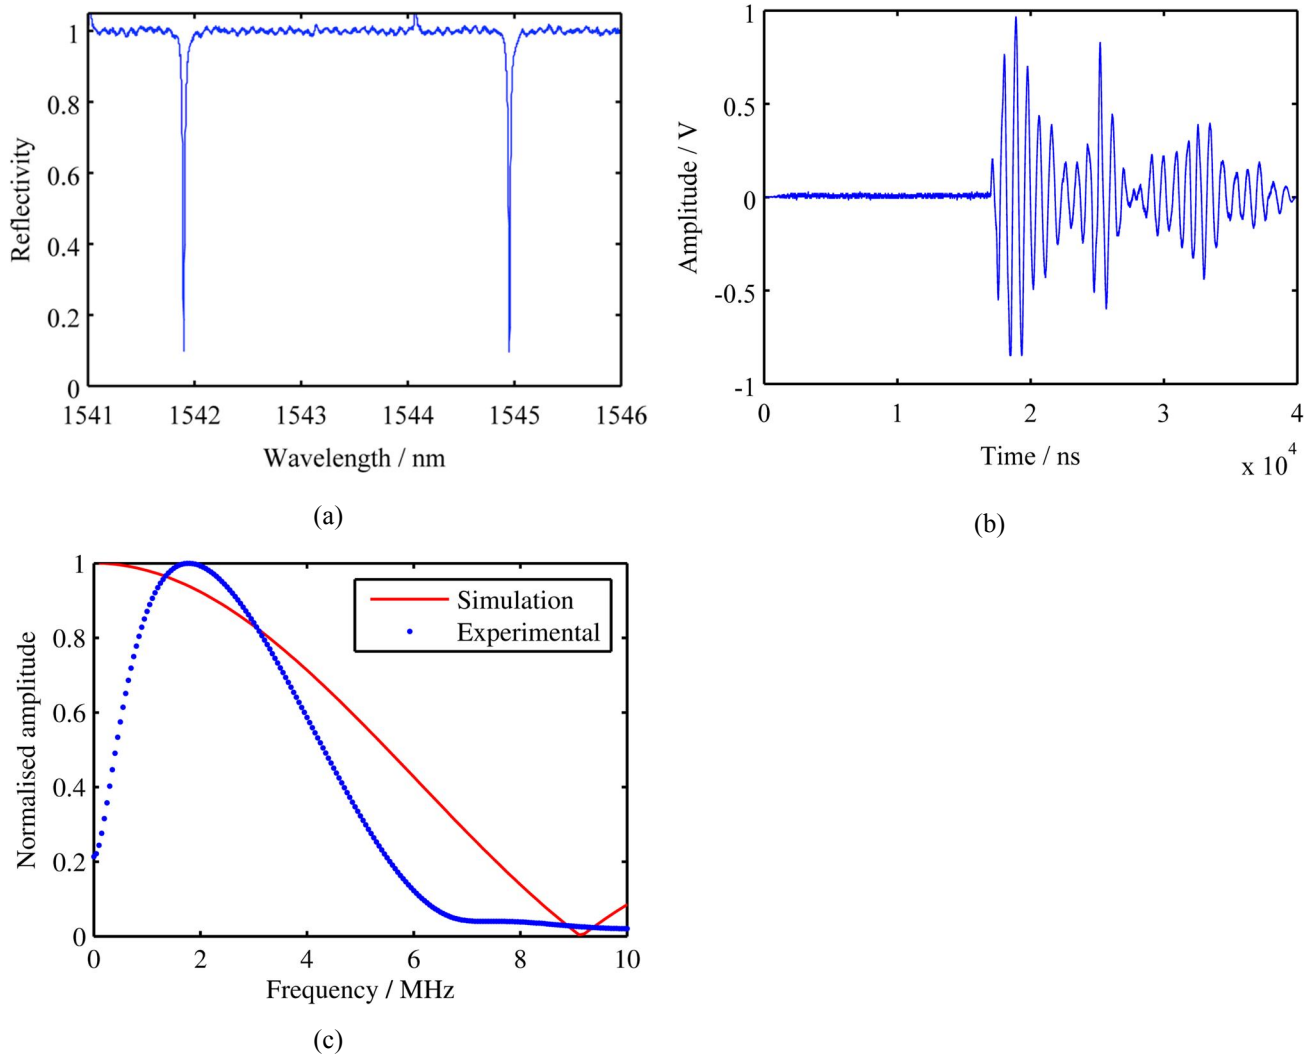 1
0.8
0.6
0.4
0.2
0
Reflectivity
1541 1542 1543 1544 1545 1546
Wavelength / nm
(a)
1
0.5
0
-0.5
-1
Amplitude / V
0 1 2 3 4
Time / ns
x 10^4
(b)
1
0.8
0.6
0.4
0.2
0
Normalised amplitude
Simulation
Experimental
0 2 4 6 8 10
Frequency / MHz
(c)